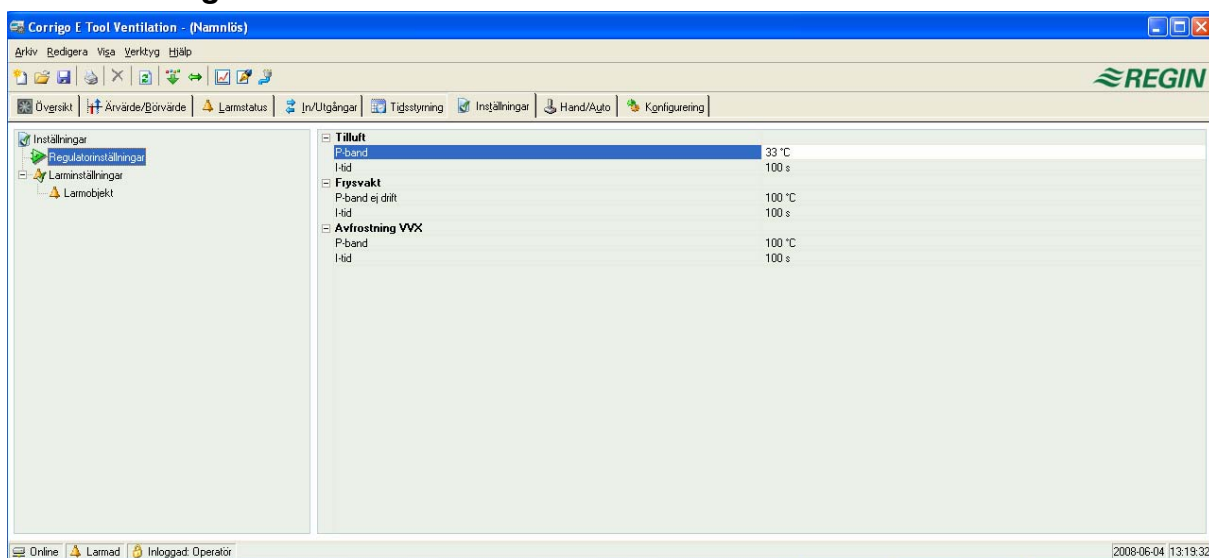 Corrigo E Tool Ventilation - (Namnlös)
Arkiv Redigera Visa Verktyg Hjälp
REGIN
Översikt Ärvärde/Börvärde Larmstatus In/Utgångar Tidsstyrning Inställningar Hand/Auto Konfigurering
Inställningar
Regulatorinställningar
Larminställningar
Larmobjekt
Tilluft
P-band 33 °C
I-tid 100 s
Frysvakt
P-band ej drift 100 °C
I-tid 100 s
Avfrostning VVX
P-band 100 °C
I-tid 100 s
Online Larmad Inloggad: Operatör 2008-06-04 13:19:32